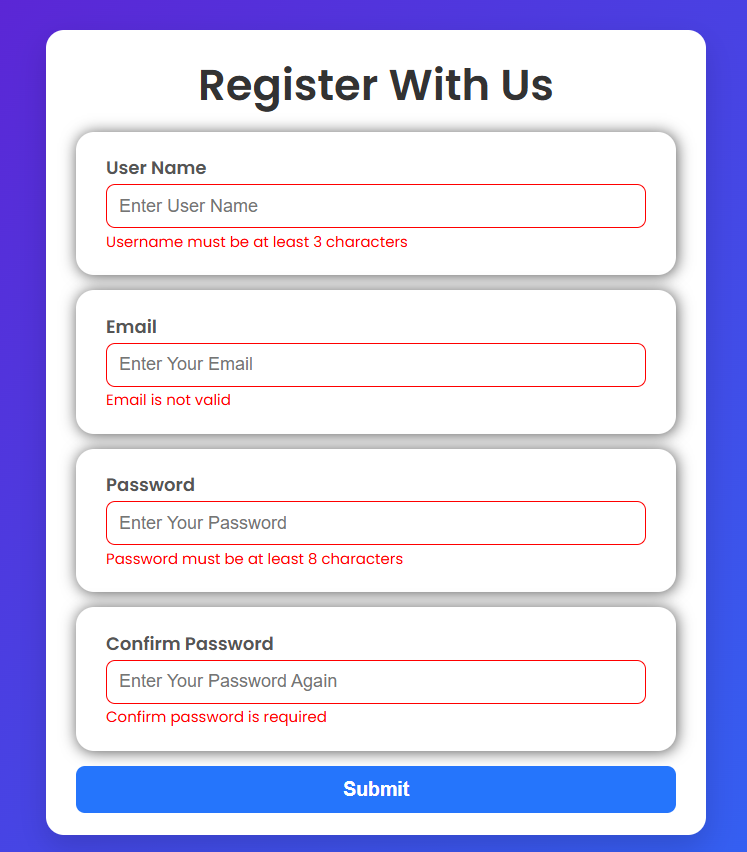 Register With Us
User Name
Enter User Name
Username must be at least 3 characters
Email
Enter Your Email
Email is not valid
Password
Enter Your Password
Password must be at least 8 characters
Confirm Password
Enter Your Password Again
Confirm password is required
Submit